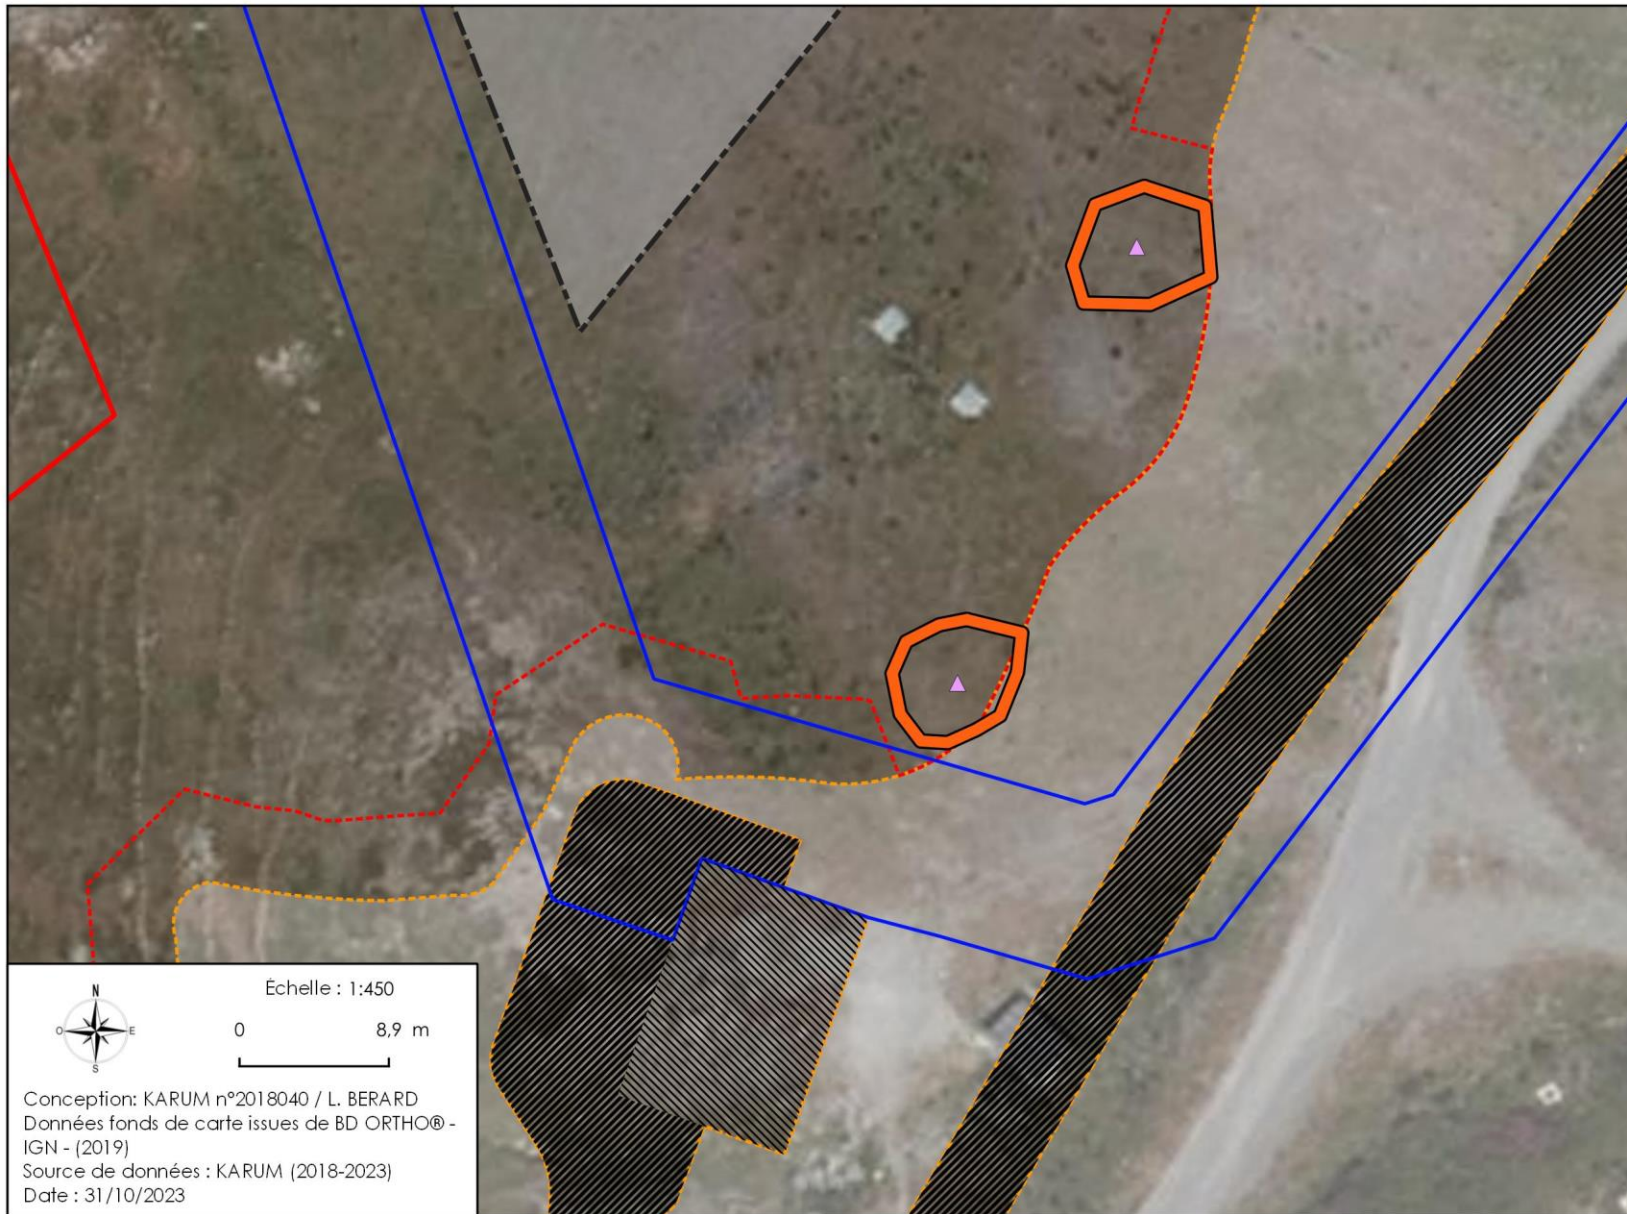 N
O E
S
Échelle : 1:450
0 8,9 m
Conception: KARUM n°2018040 / L. BERARD
Données fonds de carte issues de BD ORTHO® -
IGN - (2019)
Source de données : KARUM (2018-2023)
Date : 31/10/2023